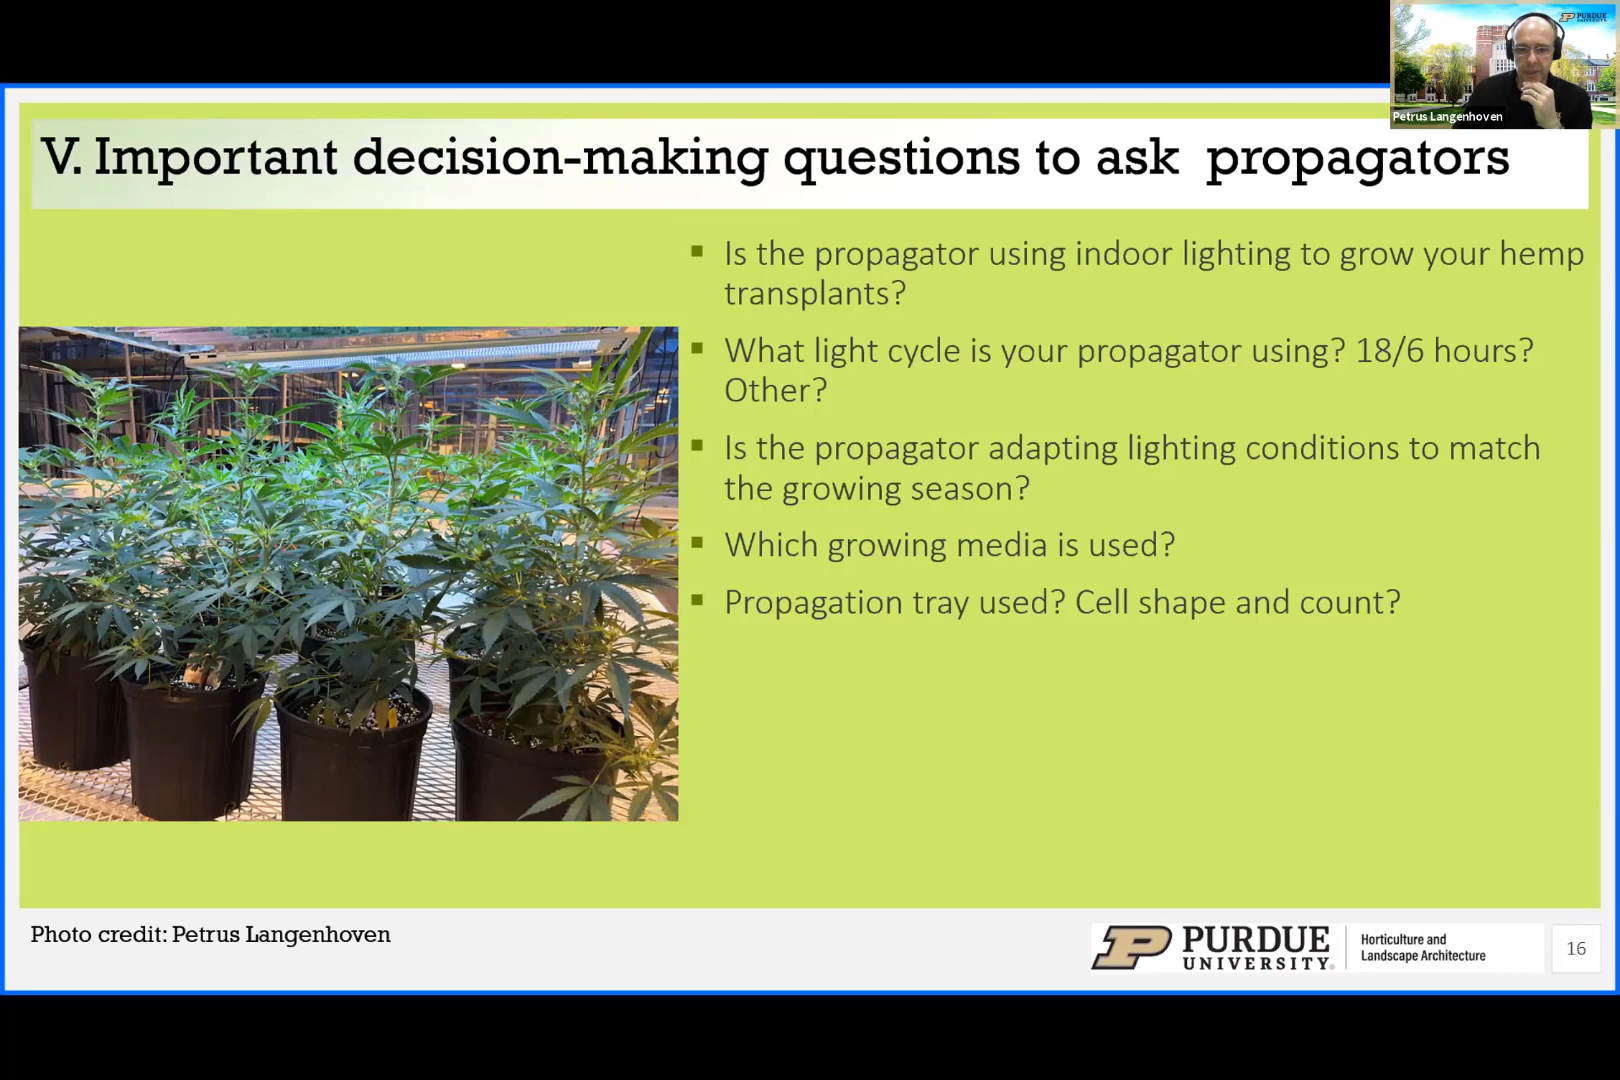 PURDUE
UNIVERSITY
Petrus Langenhoven
V. Important decision-making questions to ask propagators
Is the propagator using indoor lighting to grow your hemp
transplants?
What light cycle is your propagator using? 18/6 hours?
Other?
Is the propagator adapting lighting conditions to match
the growing season?
Which growing media is used?
Propagation tray used? Cell shape and count?
Photo credit: Petrus Langenhoven
P PURDUE
UNIVERSITY®
Horticulture and
Landscape Architecture
16